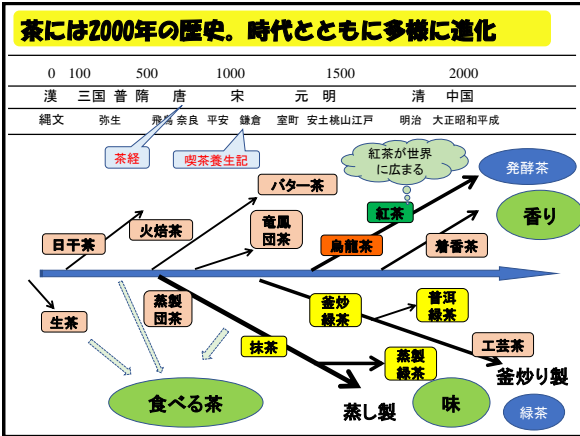 茶には2000年の歴史。時代とともに多様に進化
0 100 500 1000 1500 2000
漢 三国 普 隋 唐 宋 元 明 清 中国
縄文 弥生 飛鳥 奈良 平安 鎌倉 室町 安土桃山江戸 明治 大正昭和平成
茶経
喫茶養生記
紅茶が世界
に広まる
発酵茶
バター茶
香り
紅茶
竜鳳
団茶
火焙茶
日干茶
烏龍茶
着香茶
生茶
蒸製
団茶
釜炒
緑茶
普洱
緑茶
抹茶
蒸製
緑茶
工芸茶
釜炒り製
食べる茶
蒸し製
味
緑茶